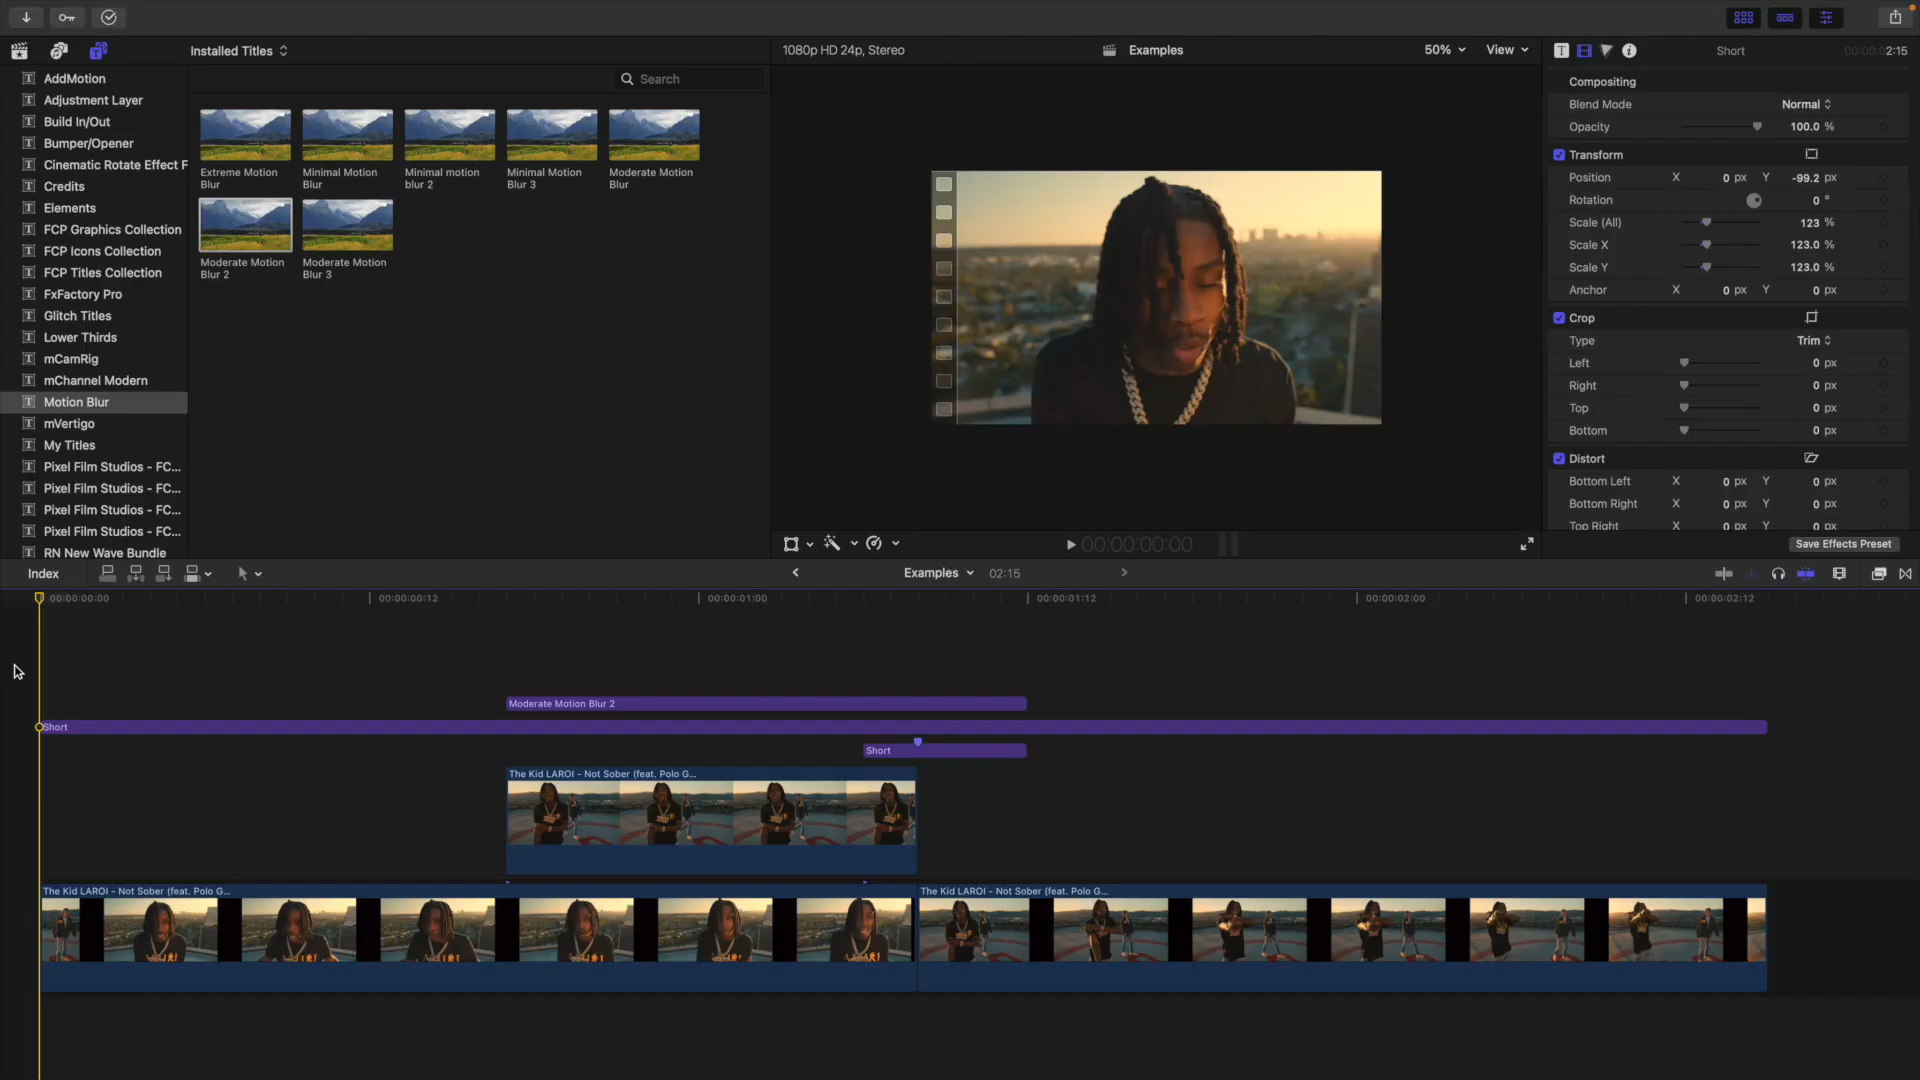 Installed Titles
Search
AddMotion
Adjustment Layer
Build In/Out
Bumper/Opener
Cinematic Rotate Effect F
Credits
Elements
FCP Graphics Collection
FCP Icons Collection
FCP Titles Collection
FxFactory Pro
Glitch Titles
Lower Thirds
mCamRig
mChannel Modern
Motion Blur
mVertigo
My Titles
Pixel Film Studios - FC...
Pixel Film Studios - FC...
Pixel Film Studios - FC...
Pixel Film Studios - FC...
RN New Wave Bundle
Extreme Motion
Blur
Minimal Motion
Blur
Minimal motion
blur 2
Minimal Motion
Blur 3
Moderate Motion
Blur
Moderate Motion
Blur 2
Moderate Motion
Blur 3
1080p HD 24p, Stereo
Examples
50%
View
00:00:00:00
Short
00:00:00:02:15
Compositing
Blend Mode Normal
Opacity 100.0 %
Transform
Position X 0 px Y -99.2 px
Rotation 0 °
Scale (All) 123 %
Scale X 123.0 %
Scale Y 123.0 %
Anchor X 0 px Y 0 px
Crop
Type Trim
Left 0 px
Right 0 px
Top 0 px
Bottom 0 px
Distort
Bottom Left X 0 px Y 0 px
Bottom Right X 0 px Y 0 px
Top Right X 0 px Y 0 px
Save Effects Preset
Index
Examples 02:15
00:00:00:00 00:00:00:12 00:00:01:00 00:00:01:12 00:00:02:00 00:00:02:12
Moderate Motion Blur 2
Short
Short
The Kid LAROI - Not Sober (feat. Polo G...
The Kid LAROI - Not Sober (feat. Polo G...
The Kid LAROI - Not Sober (feat. Polo G...